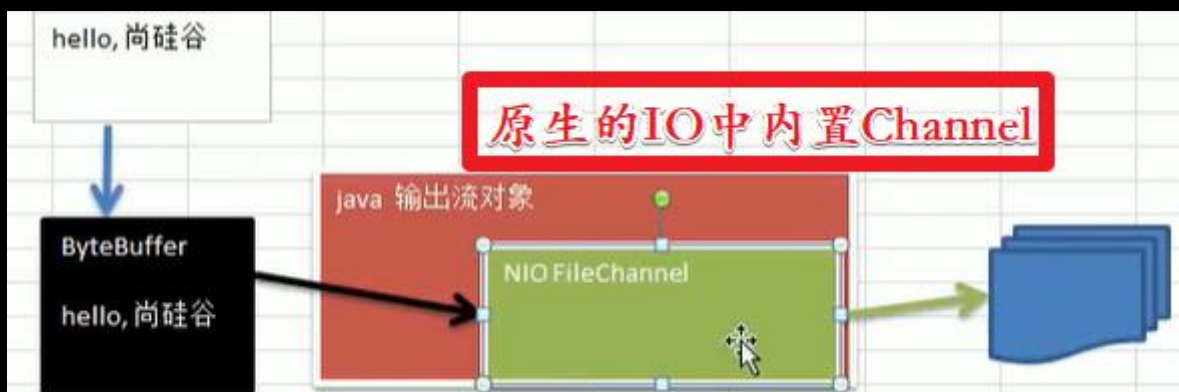 hello, 尚硅谷
原生的IO中内置Channel
java 输出流对象
ByteBuffer
NIO FileChannel
hello, 尚硅谷